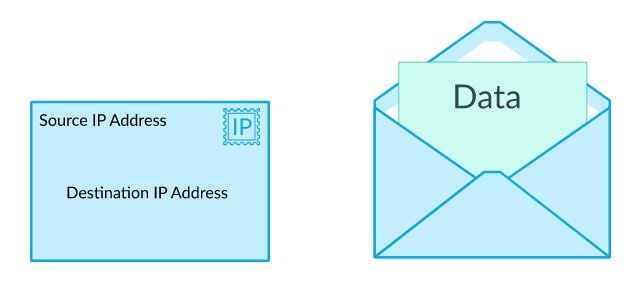 Source IP Address
IP
Destination IP Address
Data